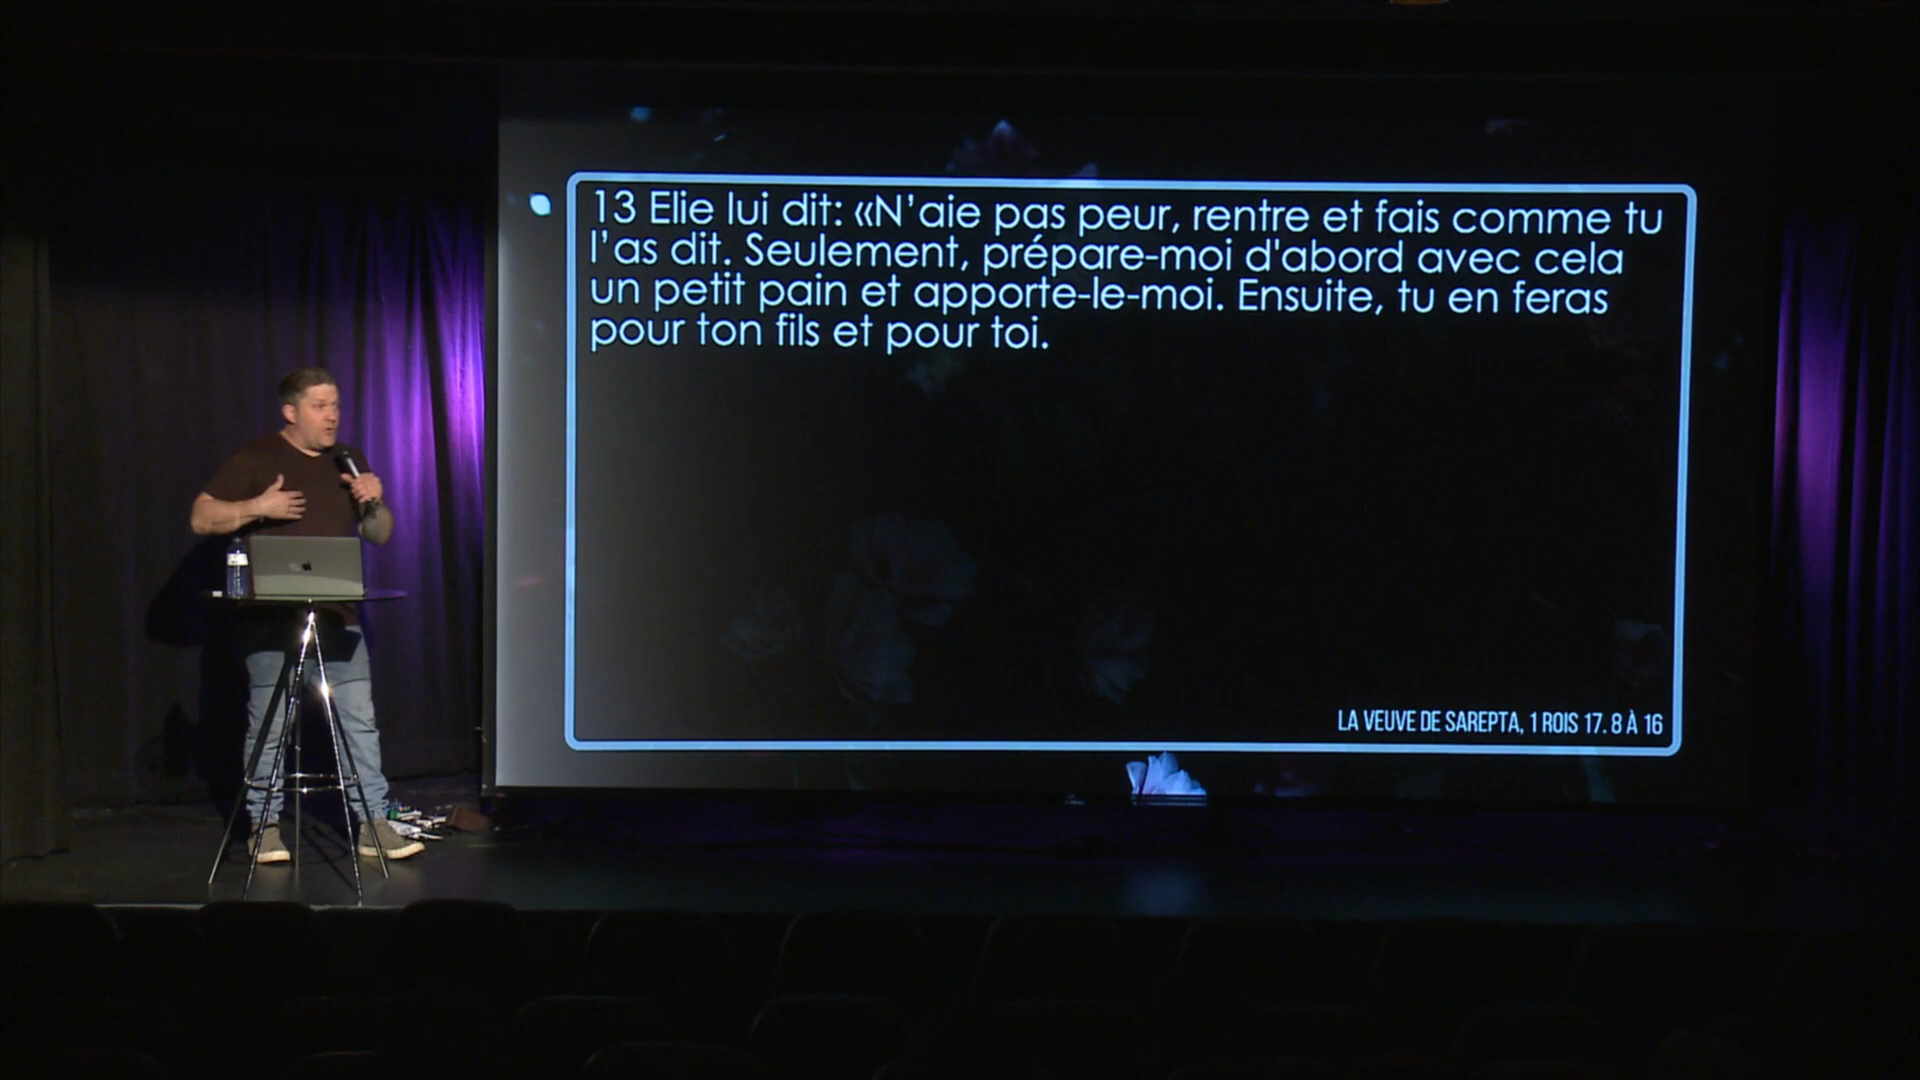 13 Elie lui dit: «N’aie pas peur, rentre et fais comme tu
l’as dit. Seulement, prépare-moi d'abord avec cela
un petit pain et apporte-le-moi. Ensuite, tu en feras
pour ton fils et pour toi.
LA VEUVE DE SAREPTA, 1 ROIS 17. 8 À 16